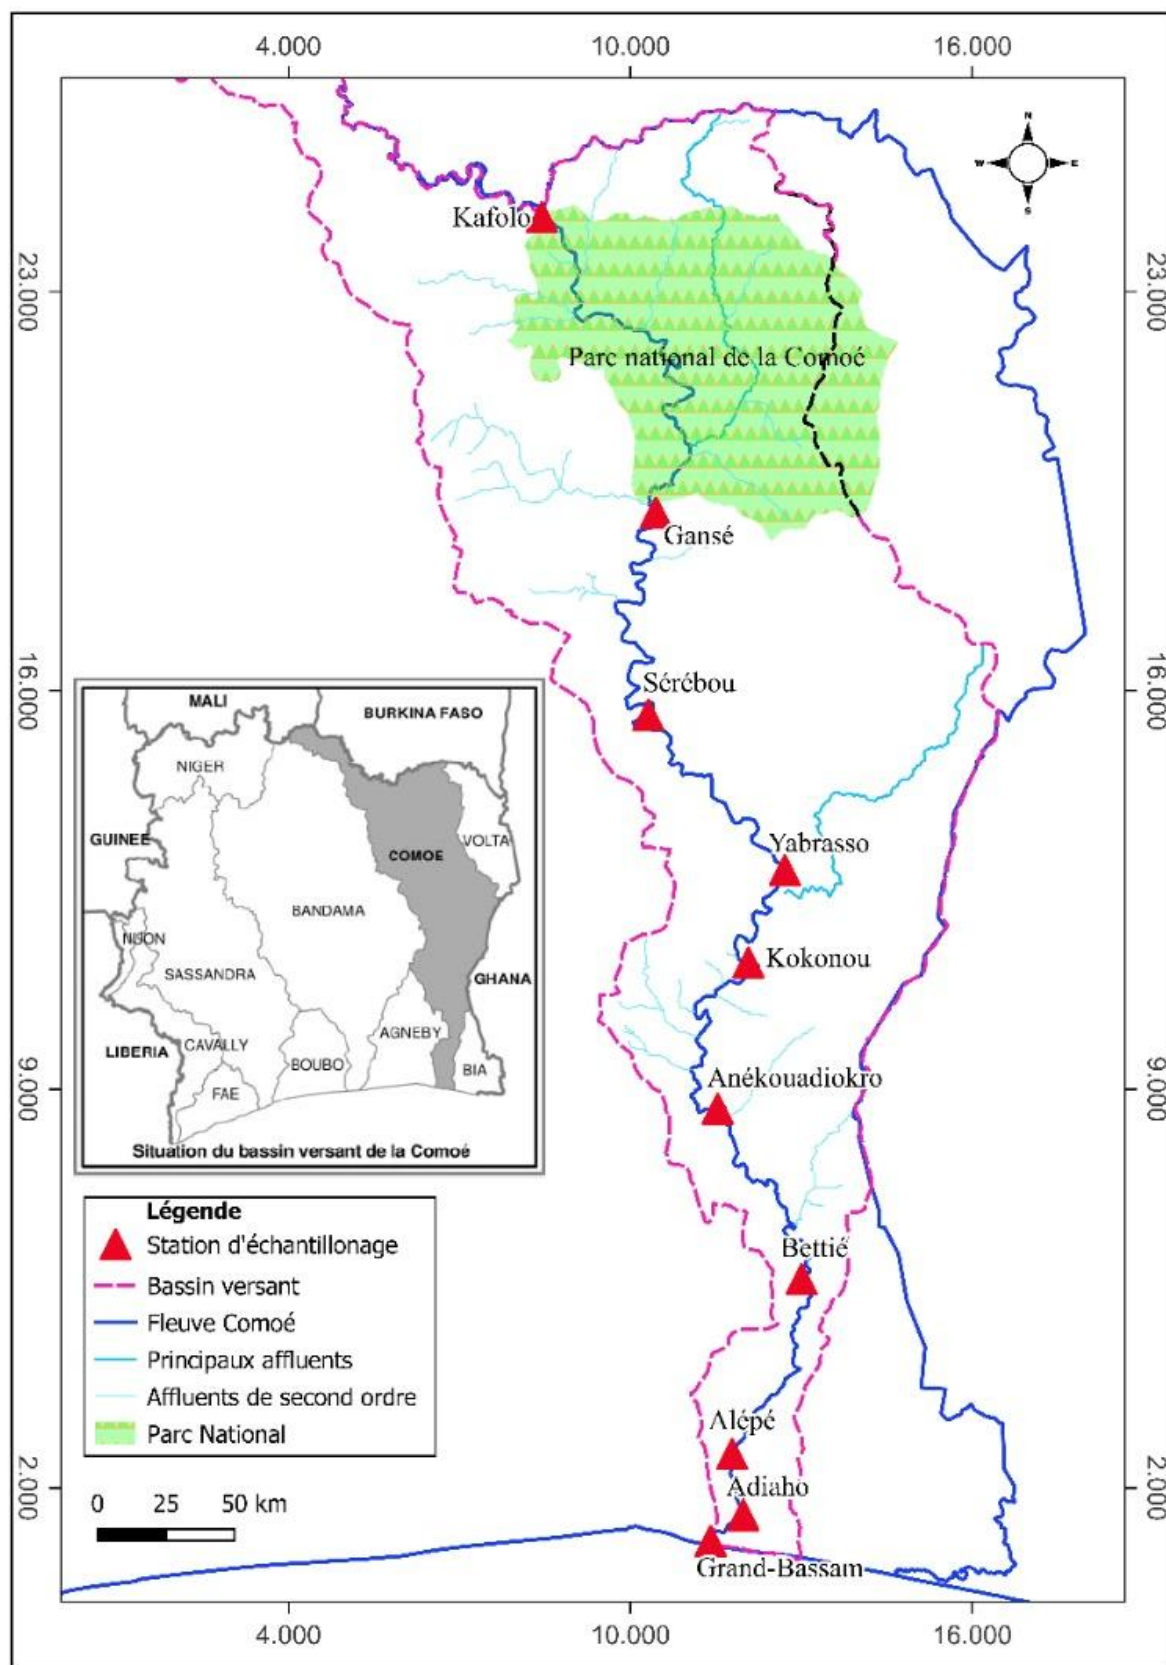 4.000
10.000
16.000
N
W
E
S
Kafolo
23.000
23.000
Parc national de la Comoé
Gansé
16.000
16.000
Sérébou
MALI
BURKINA FASO
NIGER
GUINEE
VOLTA
COMOE
Yabrasso
BANDAMA
NUON
SASSANDRA
GHANA
Kokonou
LIBERIA
CAVALLY
BOUBO
AGNEBY
BIA
FAE
9.000
9.000
Anékouadiokro
Situation du bassin versant de la Comoé
Légende
Station d'échantillonage
Bassin versant
Fleuve Comoé
Principaux affluents
Affluents de second ordre
Parc National
Bettié
Alépé
Adiaho
2.000
2.000
0 25 50 km
Grand-Bassam
4.000
10.000
16.000